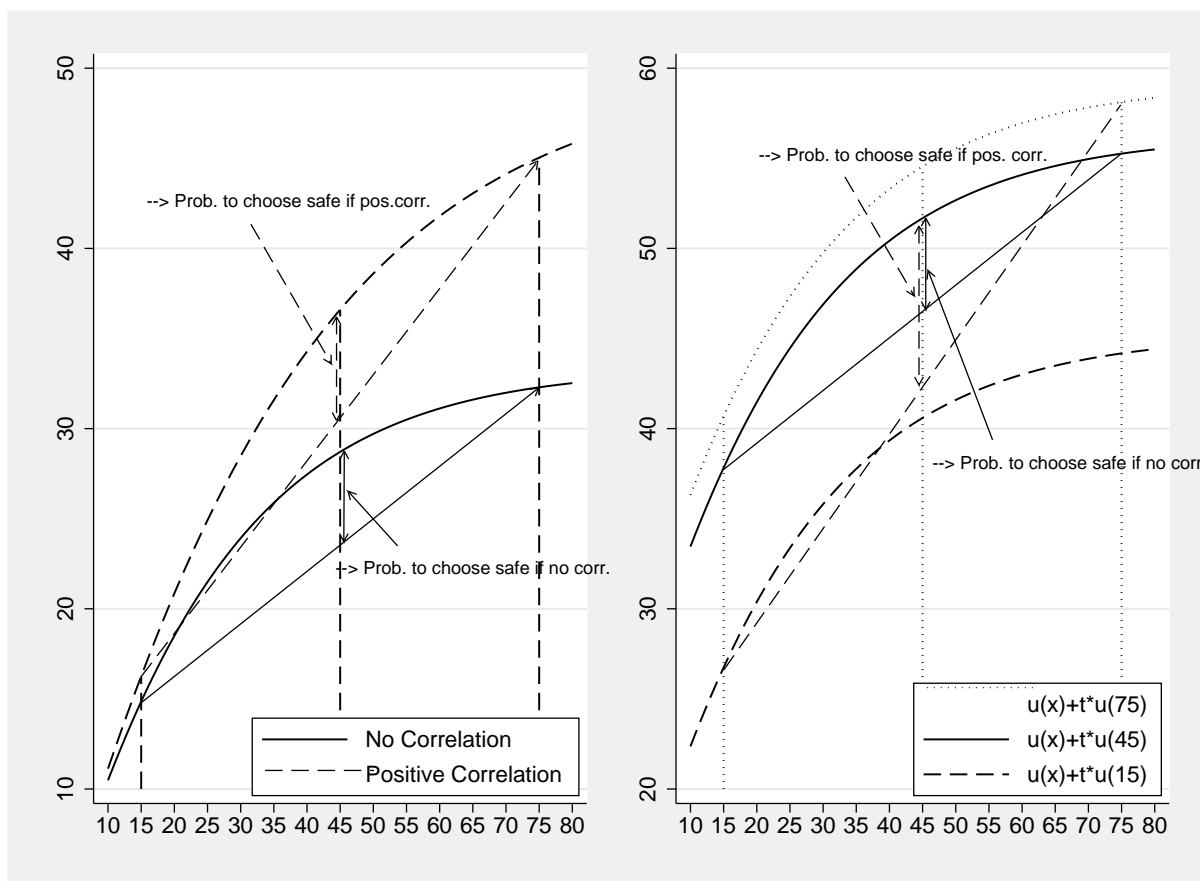 50
40
30
20
10
--> Prob. to choose safe if pos.corr.
--> Prob. to choose safe if no corr.
No Correlation
Positive Correlation
10 15 20 25 30 35 40 45 50 55 60 65 70 75 80
60
50
40
30
20
--> Prob. to choose safe if pos. corr.
--> Prob. to choose safe if no corr
u(x)+t*u(75)
u(x)+t*u(45)
u(x)+t*u(15)
10 15 20 25 30 35 40 45 50 55 60 65 70 75 80